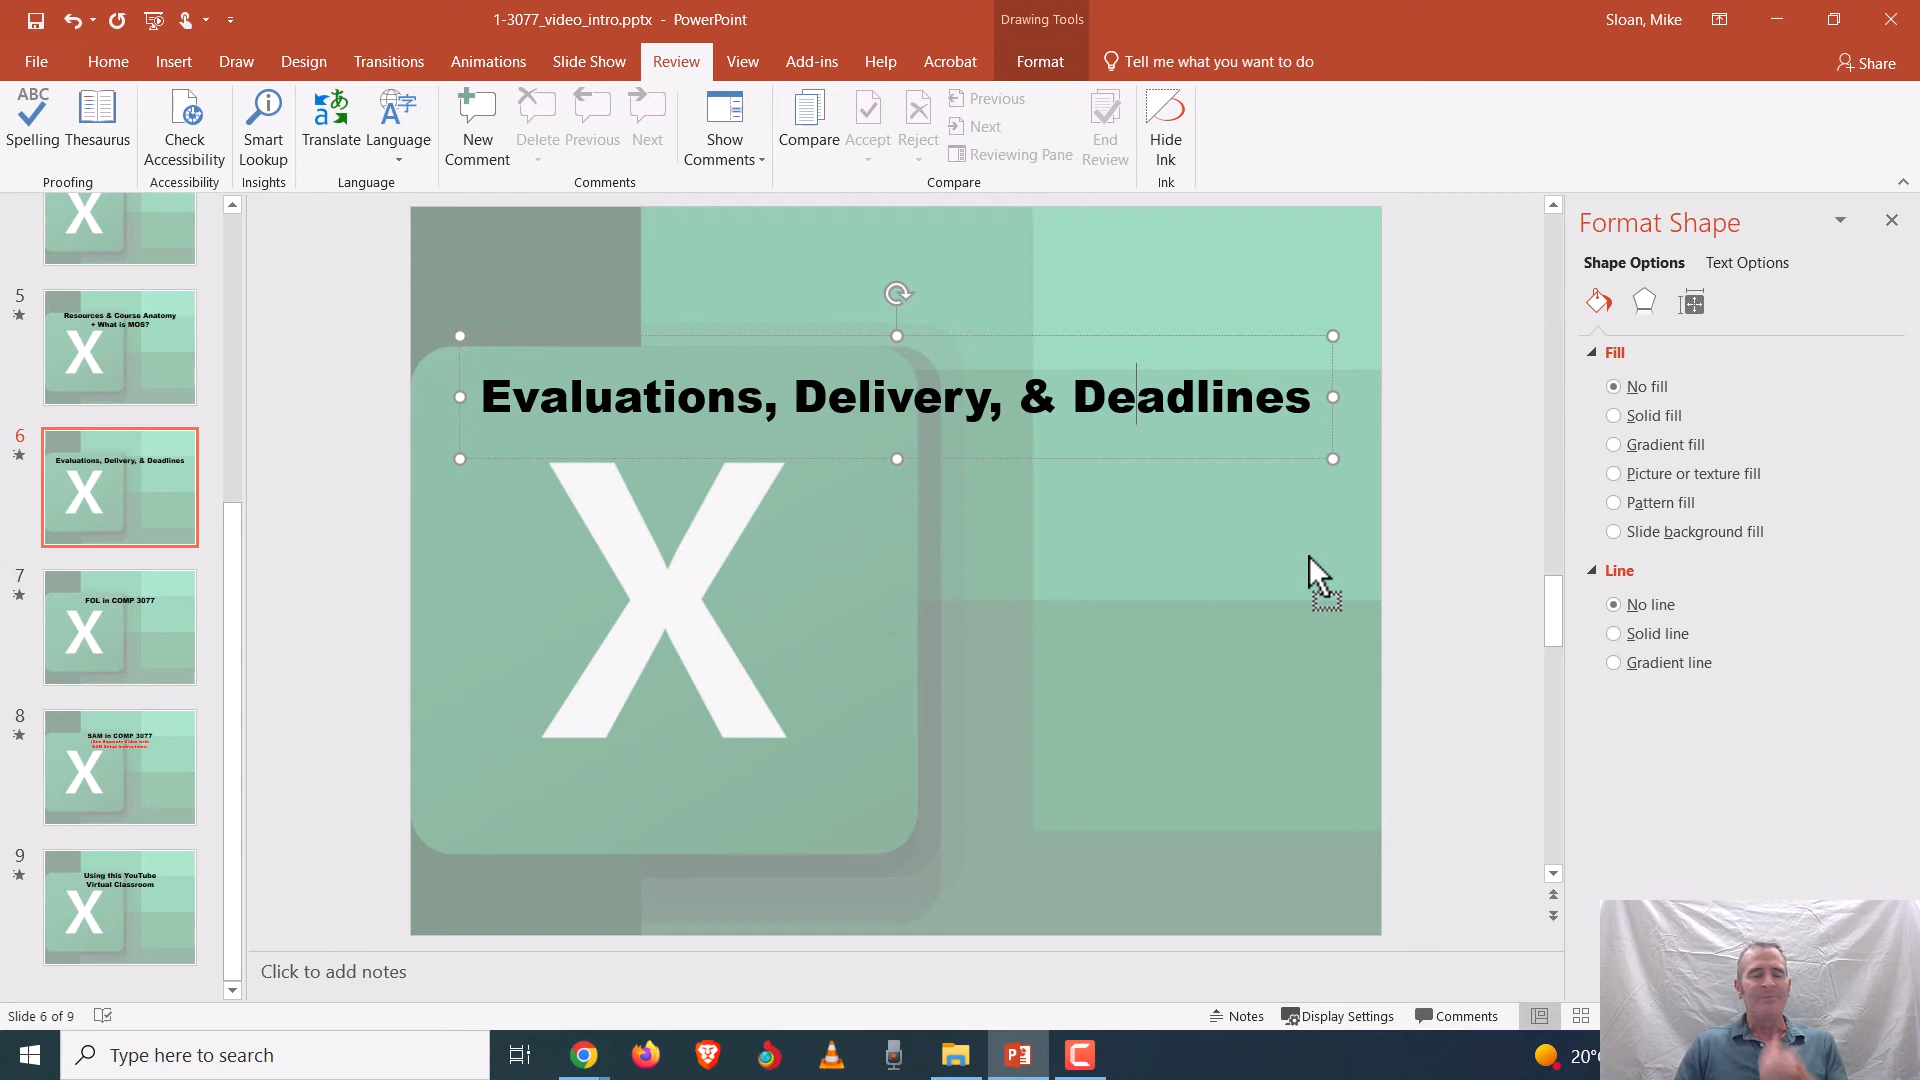 1-3077_video_intro.pptx - PowerPoint
Drawing Tools
Sloan, Mike
File Home Insert Draw Design Transitions Animations Slide Show Review View Add-ins Help Acrobat Format Tell me what you want to do Share
ABC
Spelling Thesaurus
Proofing
Check Accessibility
Accessibility
Smart Lookup
Insights
Translate Language
Language
New Comment
Delete Previous Next
Show Comments
Comments
Compare Accept Reject
Previous
Next
Reviewing Pane
End Review
Compare
Hide Ink
Ink
X
5
Resources & Course Anatomy
+ What is MOS?
X
6
Evaluations, Delivery, & Deadlines
X
7
FOL in COMP 3077
X
8
SAM in COMP 3077
(See Separate Video with
SAM Setup Instructions)
X
9
Using this YouTube
Virtual Classroom
X
Evaluations, Delivery, & Deadlines
X
Click to add notes
Format Shape
Shape Options Text Options
Fill
No fill
Solid fill
Gradient fill
Picture or texture fill
Pattern fill
Slide background fill
Line
No line
Solid line
Gradient line
Slide 6 of 9
Notes Display Settings Comments
Type here to search
20°